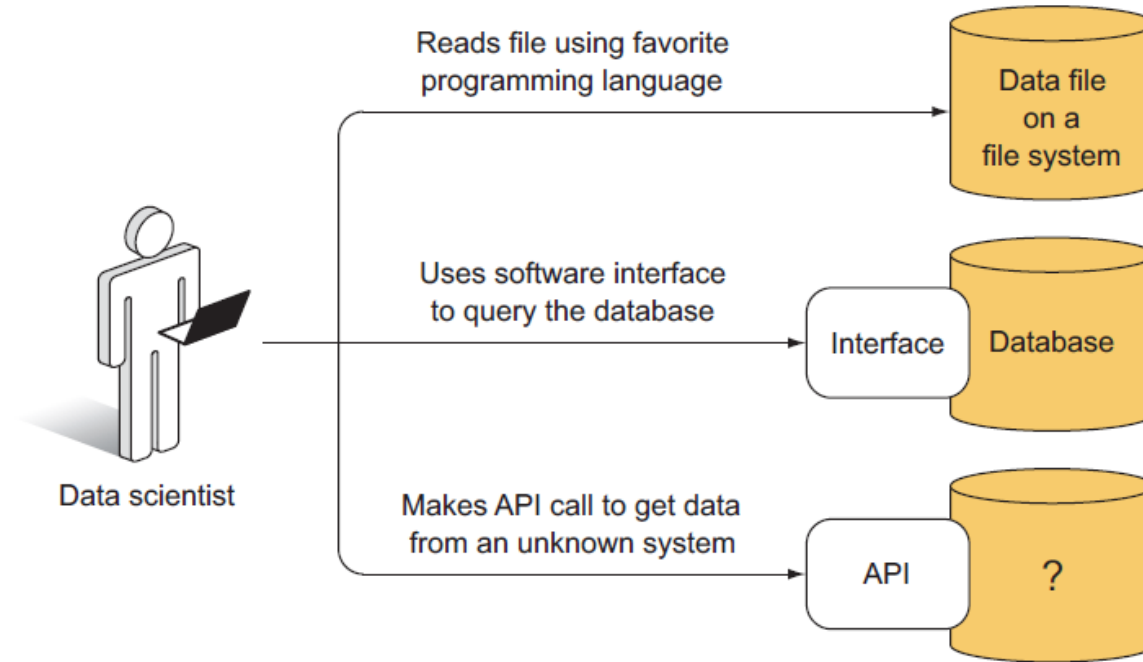 Reads file using favorite
programming language
Data file
on a
file system
Uses software interface
to query the database
Interface
Database
Data scientist
Makes API call to get data
from an unknown system
API
?